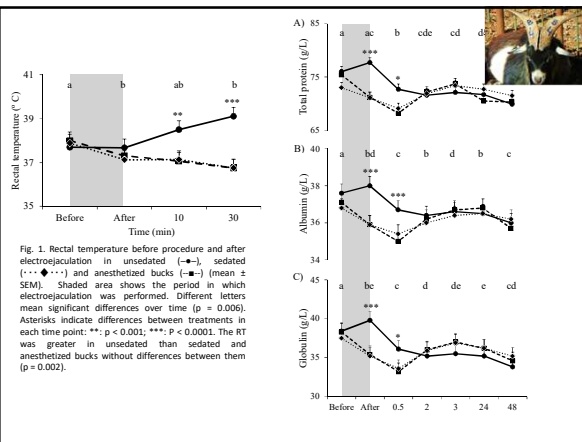 41
39
37
35
Rectal temperature (° C)
a b ab b
**
***
Before After 10 30
Time (min)
Fig. 1. Rectal temperature before procedure and after
electroejaculation in unsedated (–●–), sedated
(···◆···) and anesthetized bucks (–■–) (mean ±
SEM). Shaded area shows the period in which
electroejaculation was performed. Different letters
mean significant differences over time (p = 0.006).
Asterisks indicate differences between treatments in
each time point: **: p < 0.001; ***: P < 0.0001. The RT
was greater in unsedated than sedated and
anesthetized bucks without differences between them
(p = 0.002).
A)
85
75
65
Total protein (g/L)
a ac b cde cd
***
*
B)
40
38
36
34
Albumin (g/L)
a bd c b d b c
***
***
C)
45
40
35
30
Globulin (g/L)
a be c d de e cd
***
*
Before After 0.5 2 3 24 48